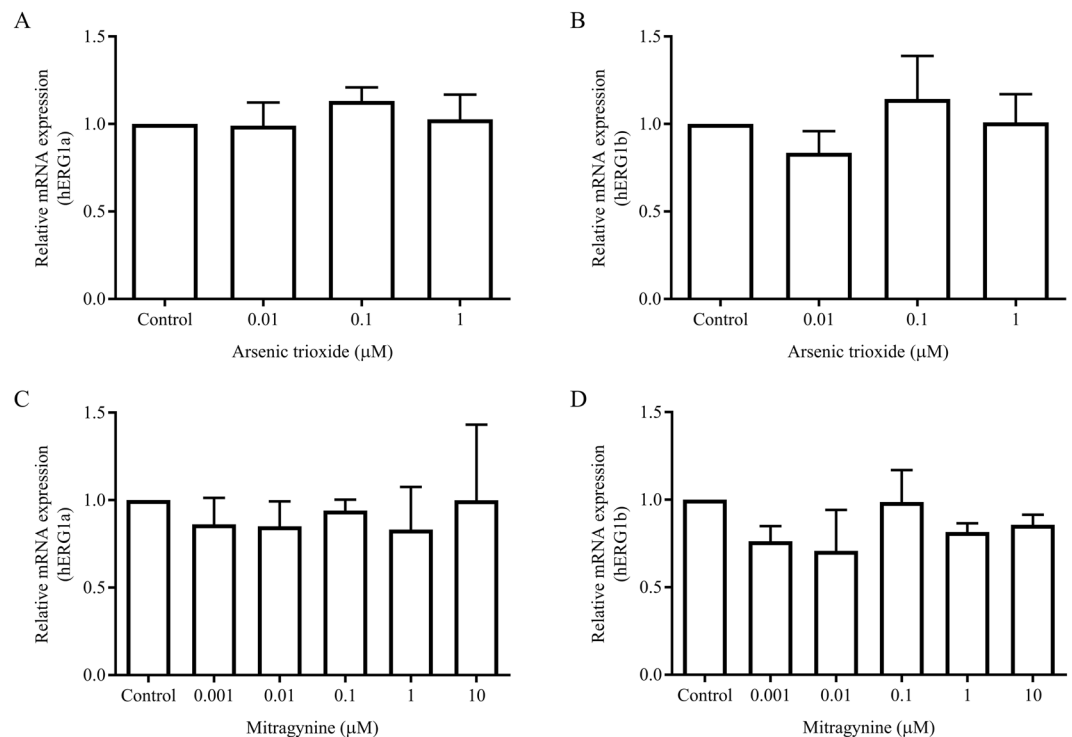 A
Relative mRNA expression
(hERG1a)
1.5
1.0
0.5
0.0
Control 0.01 0.1 1
Arsenic trioxide (μM)
B
Relative mRNA expression
(hERG1b)
1.5
1.0
0.5
0.0
Control 0.01 0.1 1
Arsenic trioxide (μM)
C
Relative mRNA expression
(hERG1a)
1.5
1.0
0.5
0.0
Control 0.001 0.01 0.1 1 10
Mitragynine (μM)
D
Relative mRNA expression
(hERG1b)
1.5
1.0
0.5
0.0
Control 0.001 0.01 0.1 1 10
Mitragynine (μM)